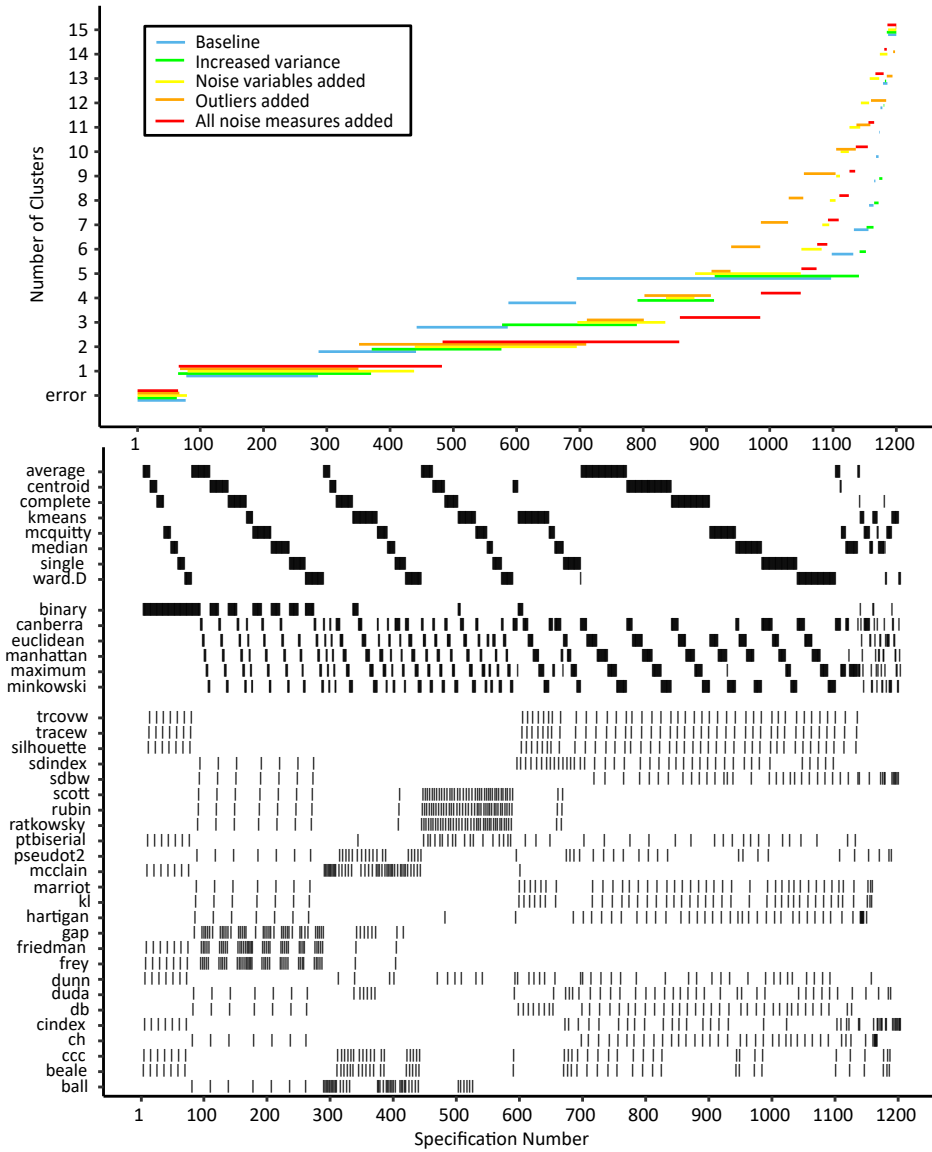 15
14
13
12
11
10
9
8
7
6
5
4
3
2
1
error
Number of Clusters
Baseline
Increased variance
Noise variables added
Outliers added
All noise measures added
1 100 200 300 400 500 600 700 800 900 1000 1100 1200
average
centroid
complete
kmeans
mcquitty
median
single
ward.D
binary
canberra
euclidean
manhattan
maximum
minkowski
trcovw
tracew
silhouette
sdindex
sdbw
scott
rubin
ratkowsky
ptbiserial
pseudot2
mcclain
marriot
kl
hartigan
gap
friedman
frey
dunn
duda
db
cindex
ch
ccc
beale
ball
1 100 200 300 400 500 600 700 800 900 1000 1100 1200
Specification Number